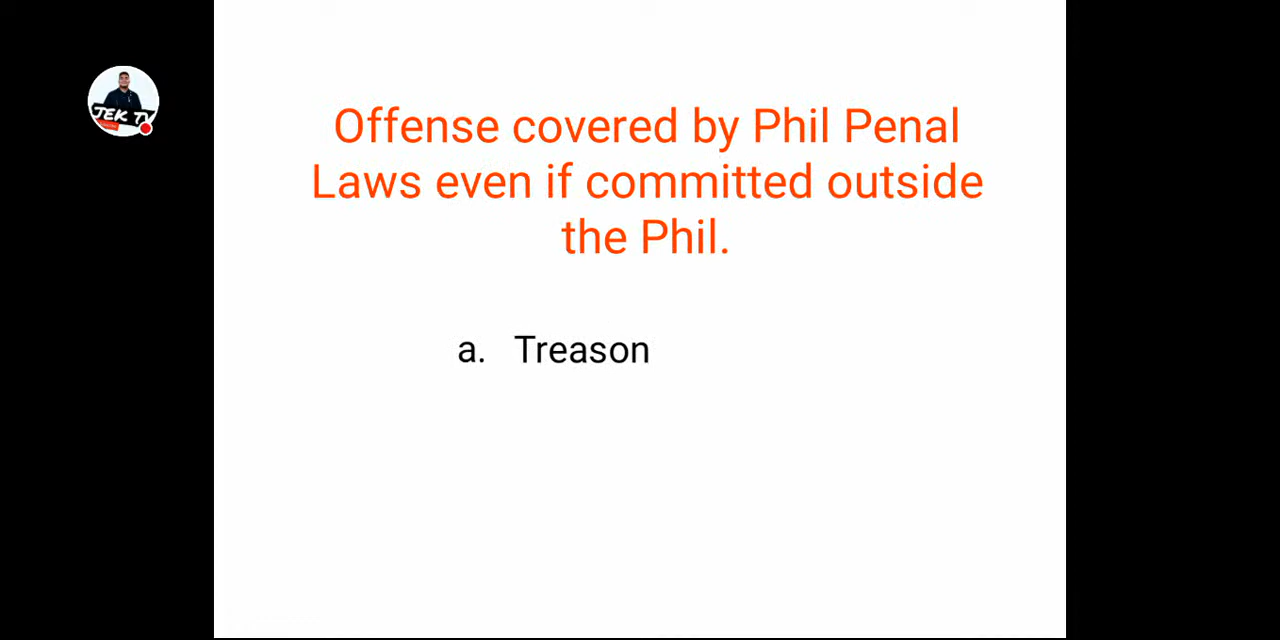 JEK TV
Offense covered by Phil Penal
Laws even if committed outside
the Phil.
a. Treason